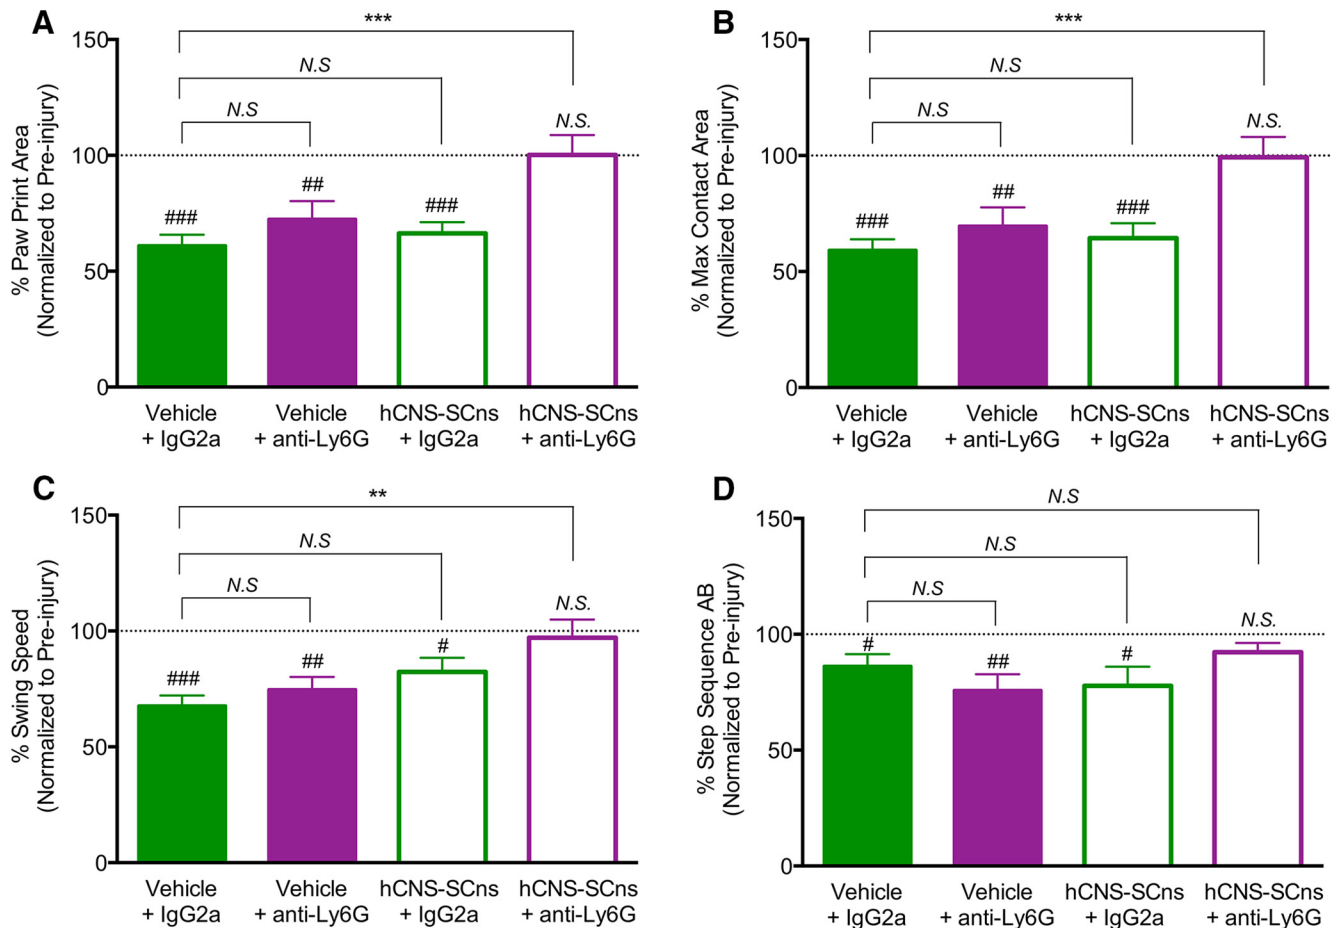 A
% Paw Print Area
(Normalized to Pre-injury)
150
100
50
0
***
N.S
N.S
N.S.
###
##
###
Vehicle
+ IgG2a
Vehicle
+ anti-Ly6G
hCNS-SCns
+ IgG2a
hCNS-SCns
+ anti-Ly6G
B
% Max Contact Area
(Normalized to Pre-injury)
150
100
50
0
***
N.S
N.S
N.S.
###
##
###
Vehicle
+ IgG2a
Vehicle
+ anti-Ly6G
hCNS-SCns
+ IgG2a
hCNS-SCns
+ anti-Ly6G
C
% Swing Speed
(Normalized to Pre-injury)
150
100
50
0
**
N.S
N.S
N.S.
###
##
#
Vehicle
+ IgG2a
Vehicle
+ anti-Ly6G
hCNS-SCns
+ IgG2a
hCNS-SCns
+ anti-Ly6G
D
% Step Sequence AB
(Normalized to Pre-injury)
150
100
50
0
N.S
N.S
N.S
N.S.
#
##
#
Vehicle
+ IgG2a
Vehicle
+ anti-Ly6G
hCNS-SCns
+ IgG2a
hCNS-SCns
+ anti-Ly6G